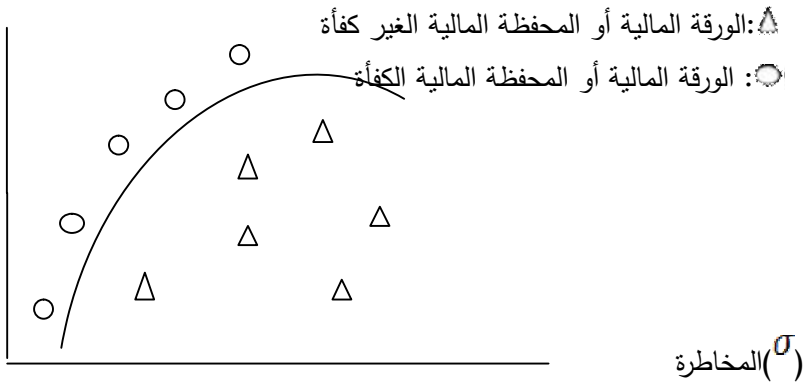 :الورقة المالية أو المحفظة المالية الغير كفأة
: الورقة المالية أو المحفظة المالية الكفأة
المخاطرة(σ)